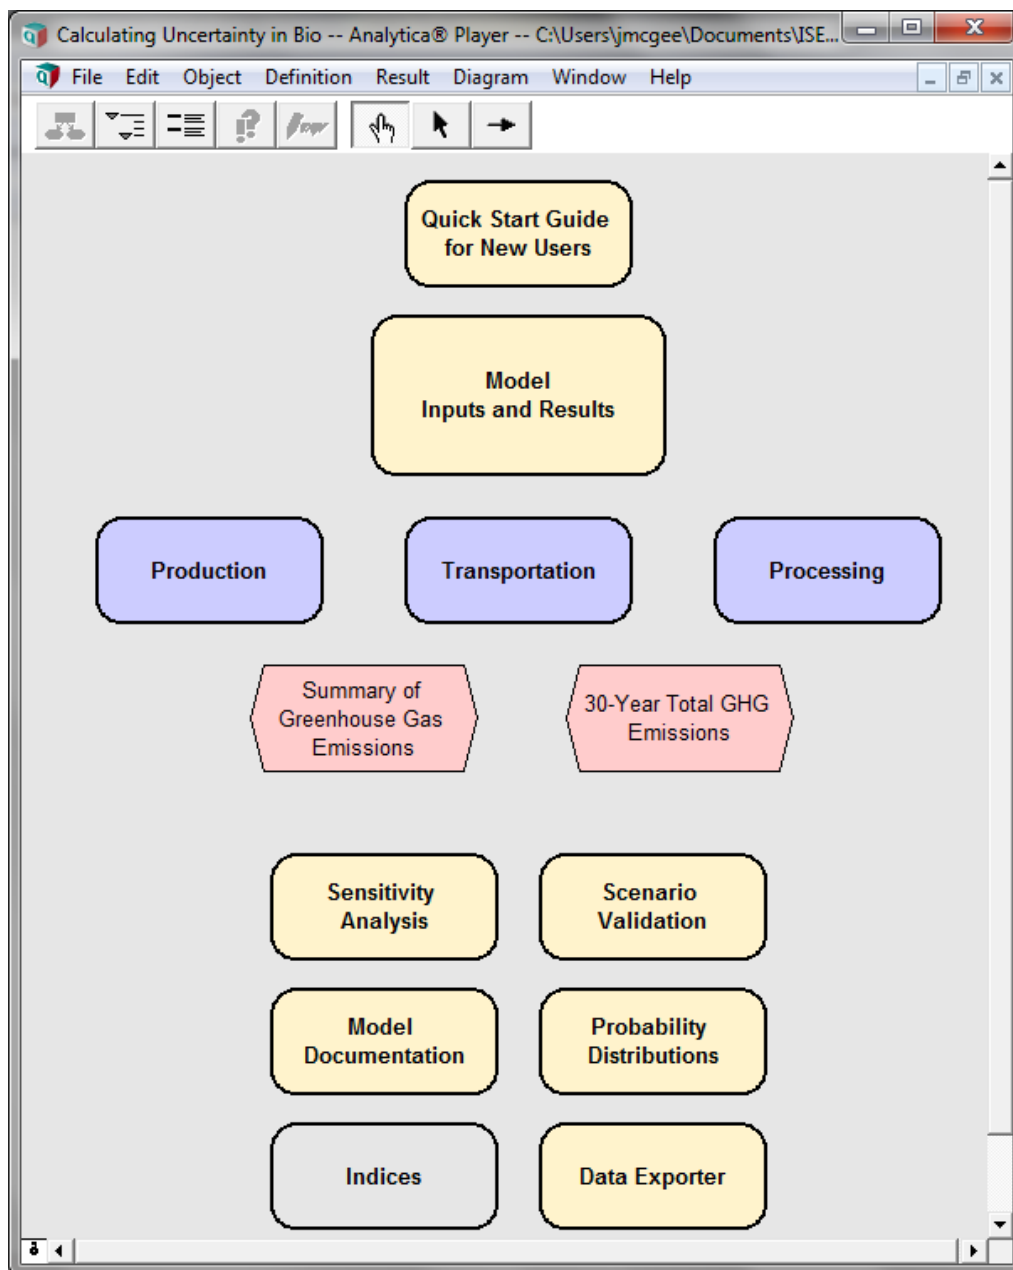 Calculating Uncertainty in Bio -- Analytica® Player -- C:\Users\jmcgee\Documents\ISE...
File Edit Object Definition Result Diagram Window Help
Quick Start Guide
for New Users
Model
Inputs and Results
Production
Transportation
Processing
Summary of
Greenhouse Gas
Emissions
30-Year Total GHG
Emissions
Sensitivity
Analysis
Scenario
Validation
Model
Documentation
Probability
Distributions
Indices
Data Exporter